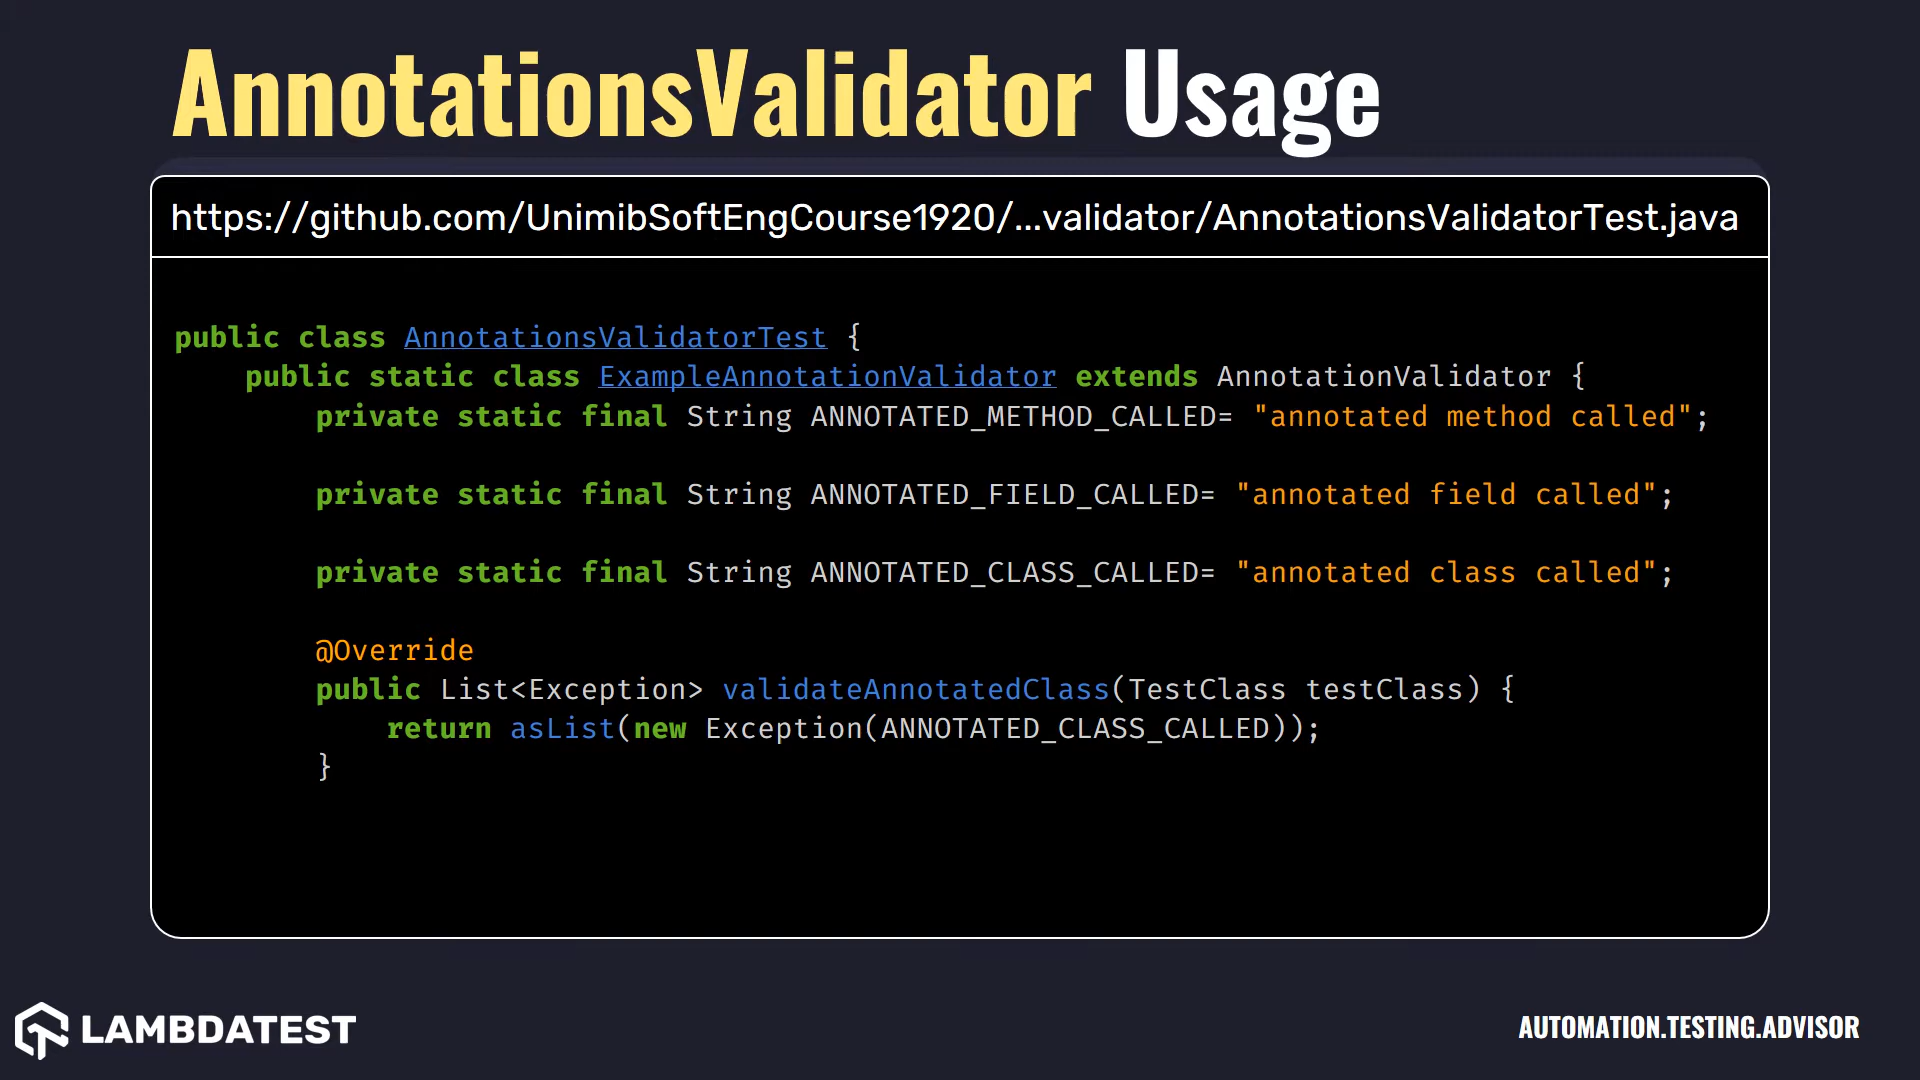 AnnotationsValidator Usage
https://github.com/UnimibSoftEngCourse1920/...validator/AnnotationsValidatorTest.java
public class AnnotationsValidatorTest {
    public static class ExampleAnnotationValidator extends AnnotationValidator {
        private static final String ANNOTATED_METHOD_CALLED= "annotated method called";
        private static final String ANNOTATED_FIELD_CALLED= "annotated field called";
        private static final String ANNOTATED_CLASS_CALLED= "annotated class called";
        @Override
        public List<Exception> validateAnnotatedClass(TestClass testClass) {
            return asList(new Exception(ANNOTATED_CLASS_CALLED));
        }
LAMBDATEST
AUTOMATION.TESTING.ADVISOR